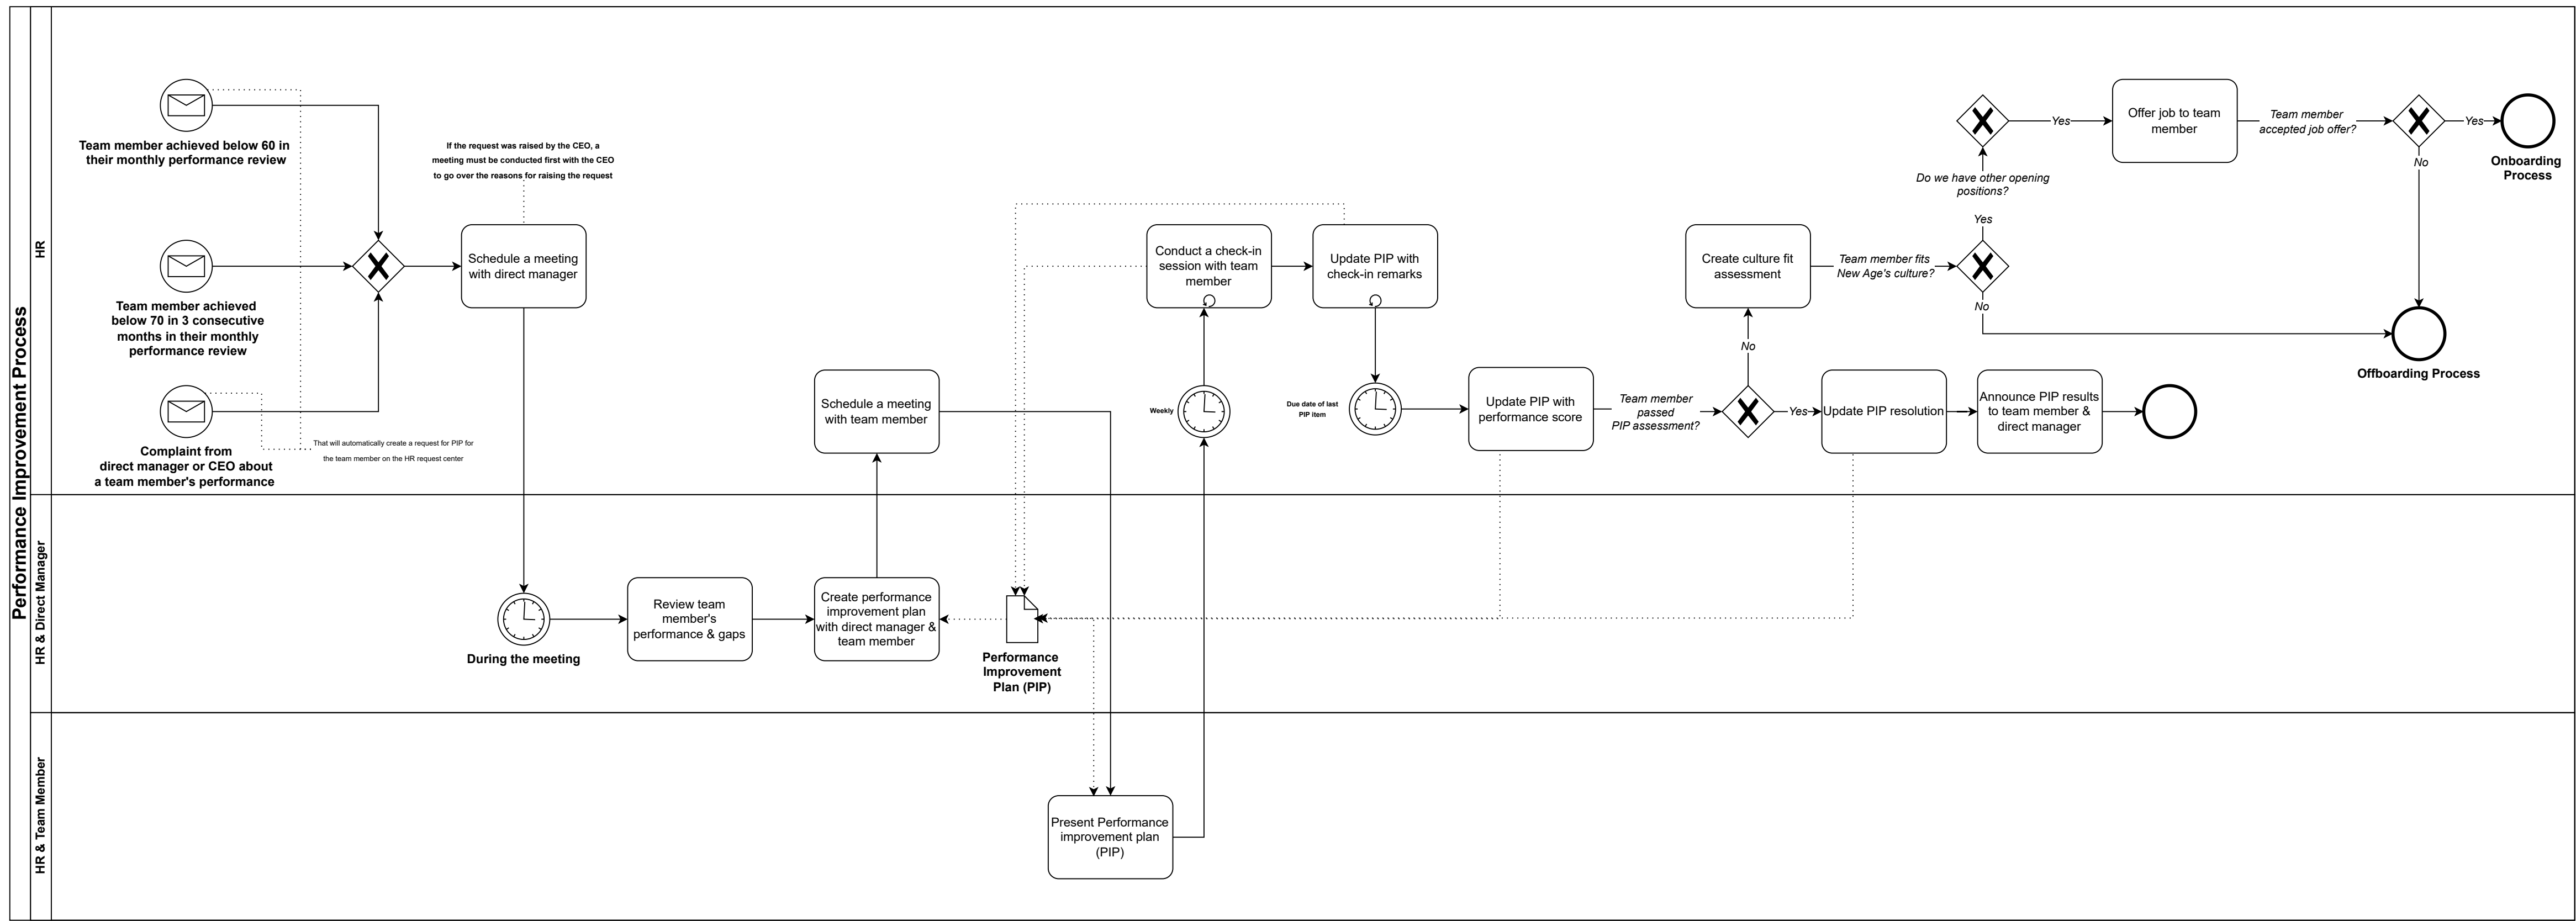 Performance Improvement Process
HR
Team member achieved below 60 in
their monthly performance review
Team member achieved
below 70 in 3 consecutive
months in their monthly
performance review
Complaint from
direct manager or CEO about
a team member's performance
That will automatically create a request for PIP for
the team member on the HR request center
If the request was raised by the CEO, a
meeting must be conducted first with the CEO
to go over the reasons for raising the request
Schedule a meeting
with direct manager
Schedule a meeting
with team member
Weekly
Conduct a check-in
session with team
member
Update PIP with
check-in remarks
Due date of last
PIP item
Update PIP with
performance score
Team member
passed
PIP assessment?
No
Yes
Create culture fit
assessment
Team member fits
New Age's culture?
Yes
No
Do we have other opening
positions?
Yes
Offer job to team
member
Team member
accepted job offer?
Yes
No
Onboarding
Process
Offboarding Process
Update PIP resolution
Announce PIP results
to team member &
direct manager
HR & Direct Manager
During the meeting
Review team
member's
performance & gaps
Create performance
improvement plan
with direct manager &
team member
Performance
Improvement
Plan (PIP)
HR & Team Member
Present Performance
improvement plan
(PIP)